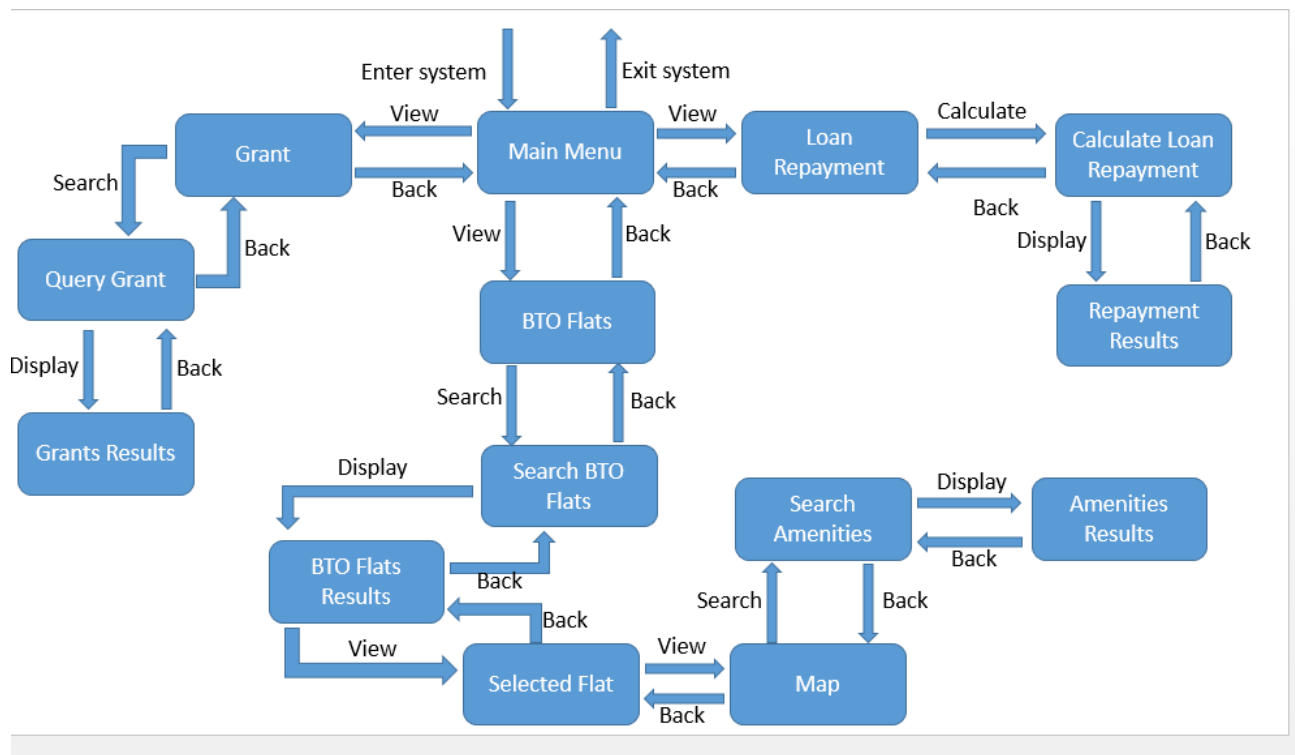 Enter system
Exit system
View
View
Calculate
Grant
Main Menu
Loan
Repayment
Calculate Loan
Repayment
Search
Back
Back
Back
View
Back
Display
Back
Back
Query Grant
BTO Flats
Repayment
Results
Display
Back
Search
Back
Grants Results
Display
Search BTO
Flats
Search
Amenities
Display
Amenities
Results
Back
BTO Flats
Results
Back
Search
Back
Back
View
View
Selected Flat
Map
Back